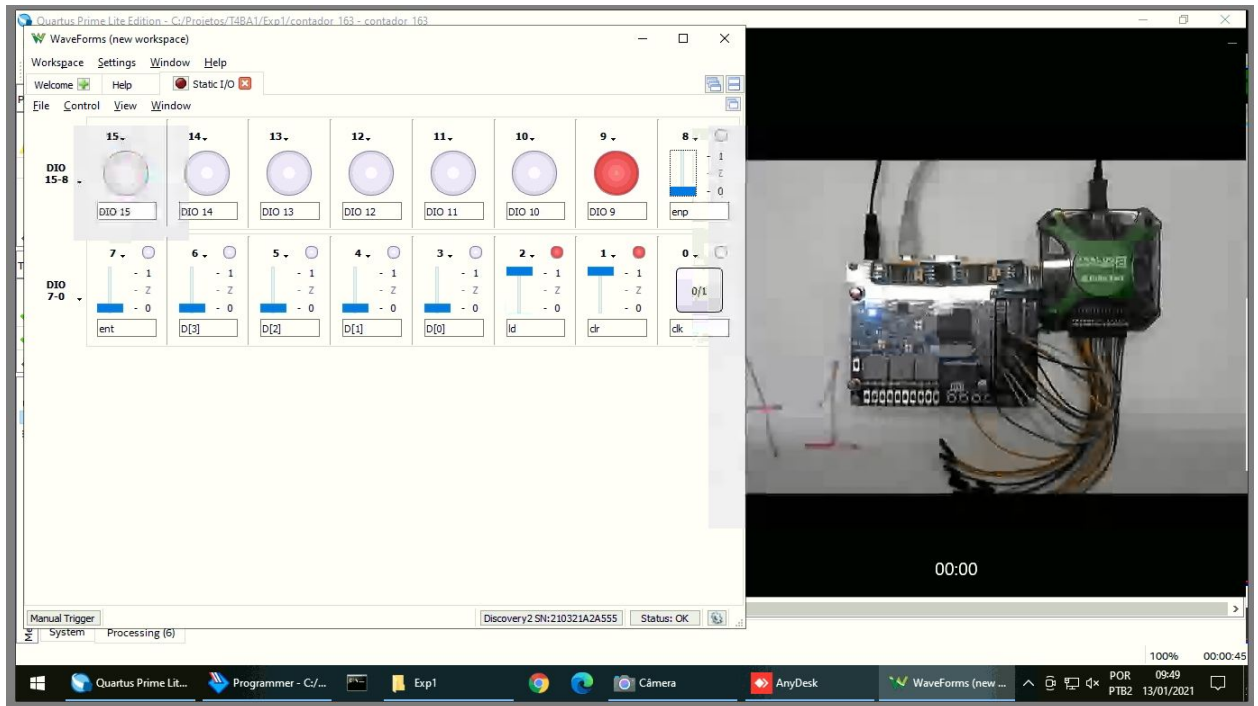 Quartus Prime Lite Edition - C:/Projetos/T4BA1/Exp1/contador_163 - contador_163
WaveForms (new workspace)
Workspace Settings Window Help
Welcome Help Static I/O
File Control View Window
15 14 13 12 11 10 9 8
DIO 15-8
1
Z
0
DIO 15 DIO 14 DIO 13 DIO 12 DIO 11 DIO 10 DIO 9 enp
7 6 5 4 3 2 1 0
DIO 7-0
- 1 - 1 - 1 - 1 - 1 - 1 - 1
- Z - Z - Z - Z - Z - Z - Z
0/1
- 0 - 0 - 0 - 0 - 0 - 0 - 0
ent D[3] D[2] D[1] D[0] ld clr clk
00:00
Manual Trigger Discovery2 SN:210321A2A555 Status: OK
System Processing (6)
100% 00:00:45
Quartus Prime Lit... Programmer - C:/... Exp1 Câmera AnyDesk WaveForms (new ... POR 09:49
PTB2 13/01/2021